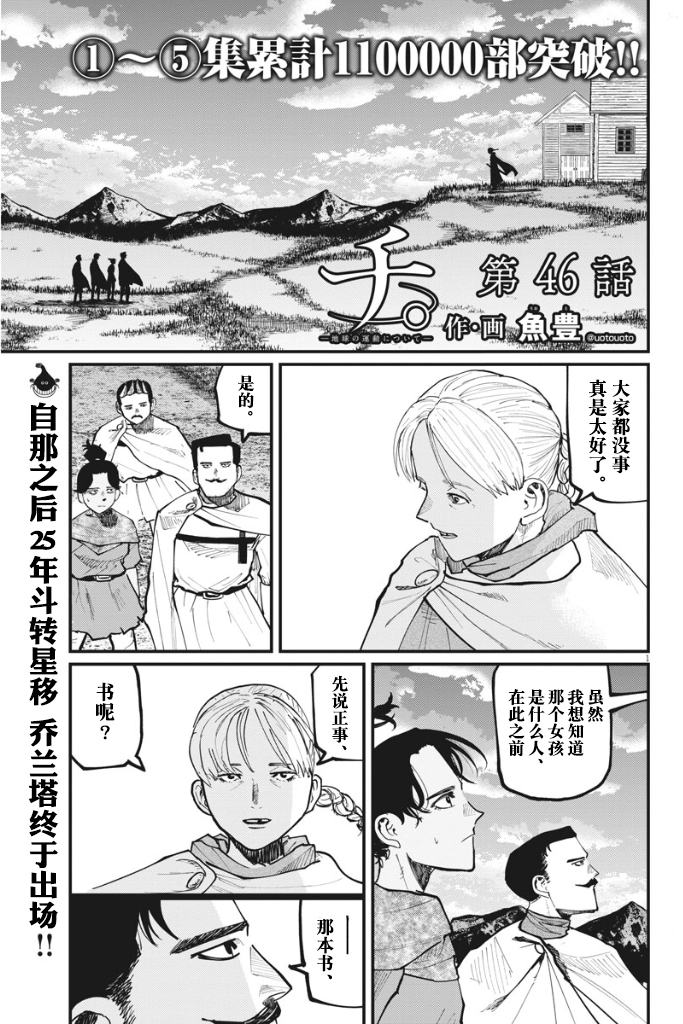 ①～⑤集累計1100000部突破!!
チ。
―地球の運動について―
第46話
作・画 魚豊
うおと
@uotouoto
自那之后25年斗转星移 乔兰塔终于出场!!
大家都没事
真是太好了。
是的。
1
虽然
我想知道
那个女孩
是什么人、
在此之前
先说正事、
书呢？
——
那本书、